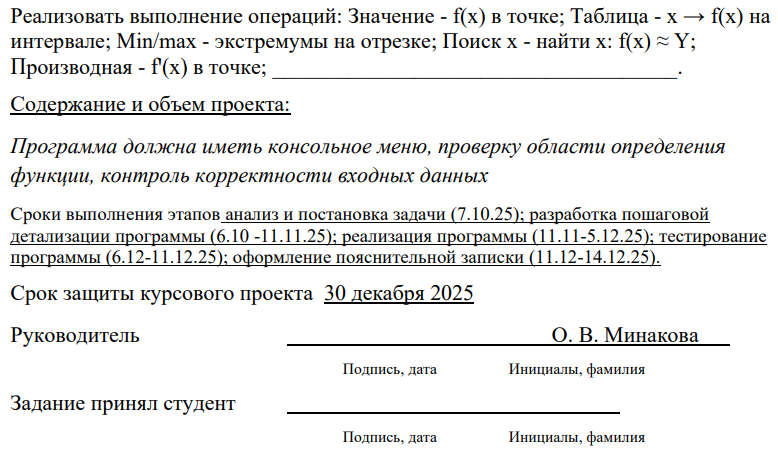 Реализовать выполнение операций: Значение - f(x) в точке; Таблица - x → f(x) на
интервале; Min/max - экстремумы на отрезке; Поиск x - найти x: f(x) ≈ Y;
Производная - f'(x) в точке; _____________________________________.
Содержание и объем проекта:
Программа должна иметь консольное меню, проверку области определения
функции, контроль корректности входных данных
Сроки выполнения этапов анализ и постановка задачи (7.10.25); разработка пошаговой
детализации программы (6.10 -11.11.25); реализация программы (11.11-5.12.25); тестирование
программы (6.12-11.12.25); оформление пояснительной записки (11.12-14.12.25).
Срок защиты курсового проекта 30 декабря 2025
Руководитель О. В. Минакова
Подпись, дата Инициалы, фамилия
Задание принял студент
Подпись, дата Инициалы, фамилия